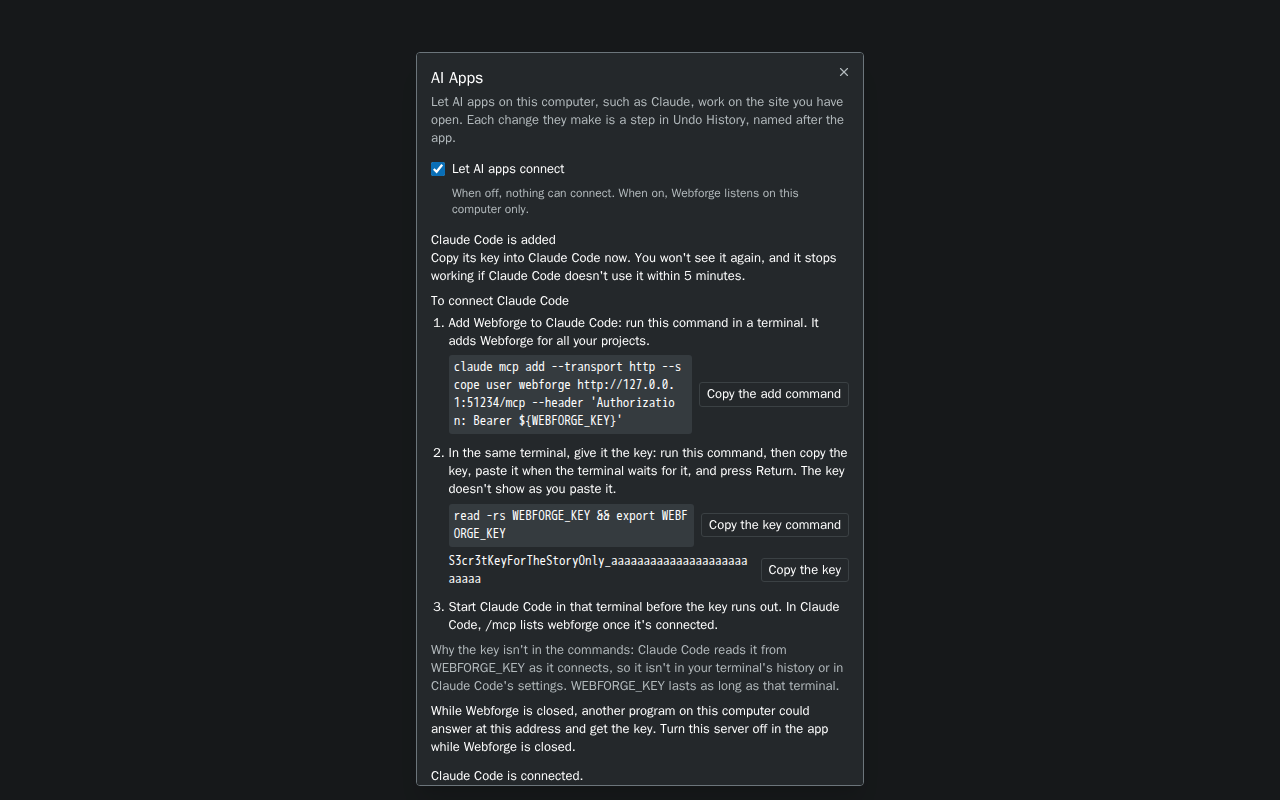 AI Apps
Let AI apps on this computer, such as Claude, work on the site you have
open. Each change they make is a step in Undo History, named after the
app.
Let AI apps connect
When off, nothing can connect. When on, Webforge listens on this
computer only.
Claude Code is added
Copy its key into Claude Code now. You won't see it again, and it stops
working if Claude Code doesn't use it within 5 minutes.
To connect Claude Code
1. Add Webforge to Claude Code: run this command in a terminal. It
adds Webforge for all your projects.
claude mcp add --transport http --s
cope user webforge http://127.0.0.
1:51234/mcp --header 'Authorizatio
n: Bearer ${WEBFORGE_KEY}'
Copy the add command
2. In the same terminal, give it the key: run this command, then copy the
key, paste it when the terminal waits for it, and press Return. The key
doesn't show as you paste it.
read -rs WEBFORGE_KEY && export WEBF
ORGE_KEY
Copy the key command
S3cr3tKeyForTheStoryOnly_aaaaaaaaaaaaaaaaaaaaa
aaaaa
Copy the key
3. Start Claude Code in that terminal before the key runs out. In Claude
Code, /mcp lists webforge once it's connected.
Why the key isn't in the commands: Claude Code reads it from
WEBFORGE_KEY as it connects, so it isn't in your terminal's history or in
Claude Code's settings. WEBFORGE_KEY lasts as long as that terminal.
While Webforge is closed, another program on this computer could
answer at this address and get the key. Turn this server off in the app
while Webforge is closed.
Claude Code is connected.